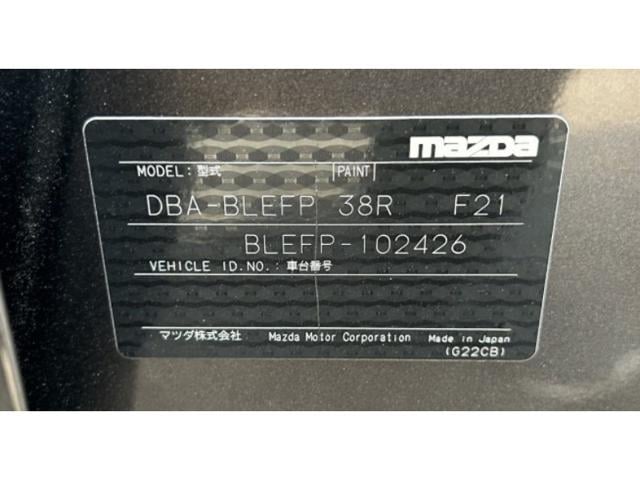 mazda
MODEL:型式 PAINT
DBA-BLEFP 38R F21
BLEFP-102426
VEHICLE ID.NO.:車台番号
マツダ株式会社 Mazda Motor Corporation Made in Japan
(G22CB)